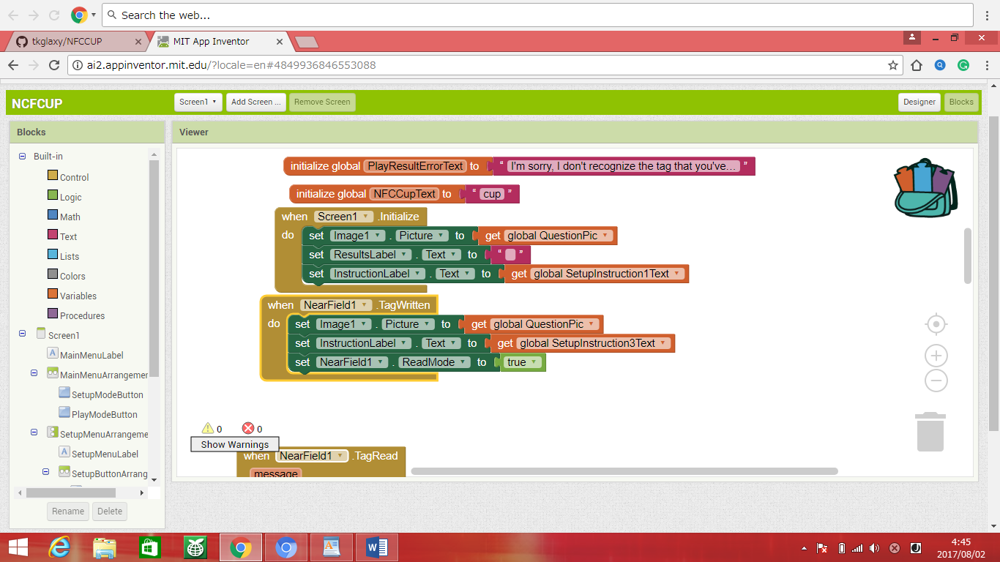 Search the web...
tkglaxy/NFCCUP
MIT App Inventor
ai2.appinventor.mit.edu/?locale=en#4849936846553088
NCFCUP
Screen1
Add Screen ...
Remove Screen
Designer
Blocks
Blocks
Viewer
Built-in
Control
Logic
Math
Text
Lists
Colors
Variables
Procedures
Screen1
MainMenuLabel
MainMenuArrangemer
SetupModeButton
PlayModeButton
SetupMenuArrangeme
SetupMenuLabel
SetupButtonArrang
Rename
Delete
initialize global PlayResultErrorText to “ I'm sorry, I don't recognize the tag that you've... ”
initialize global NFCCupText to “ cup ”
when Screen1 .Initialize
do set Image1 . Picture to get global QuestionPic
set ResultsLabel . Text to “ ”
set InstructionLabel . Text to get global SetupInstruction1Text
when NearField1 .TagWritten
do set Image1 . Picture to get global QuestionPic
set InstructionLabel . Text to get global SetupInstruction3Text
set NearField1 . ReadMode to true
0 0
Show Warnings
when NearField1 .TagRead
message
4:45
2017/08/02